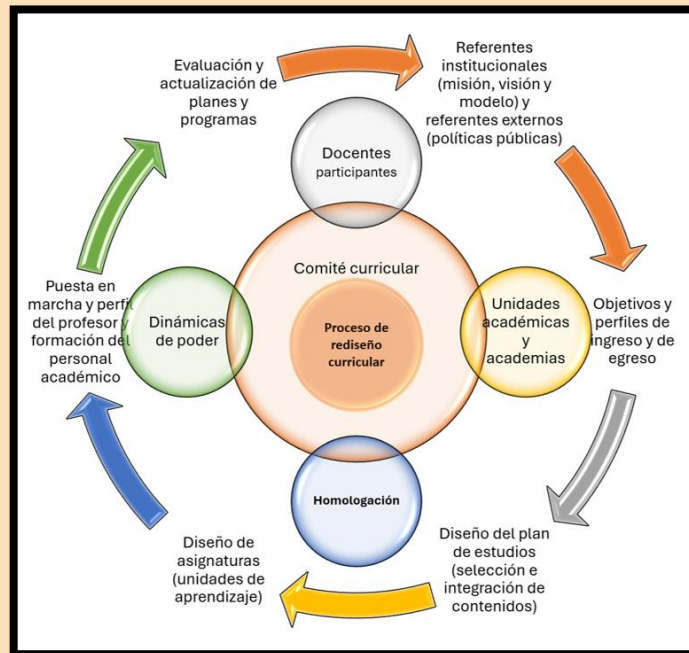 Evaluación y
actualización de
planes y
programas
Referentes
institucionales
(misión, visión y
modelo) y
referentes externos
(políticas públicas)
Docentes
participantes
Comité curricular
Proceso de
rediseño
curricular
Puesta en
marcha y perfil
del profesor y
formación del
personal
académico
Dinámicas
de poder
Unidades
académicas
y
academias
Objetivos y
perfiles de
ingreso y de
egreso
Homologación
Diseño de
asignaturas
(unidades de
aprendizaje)
Diseño del plan
de estudios
(selección e
integración de
contenidos)